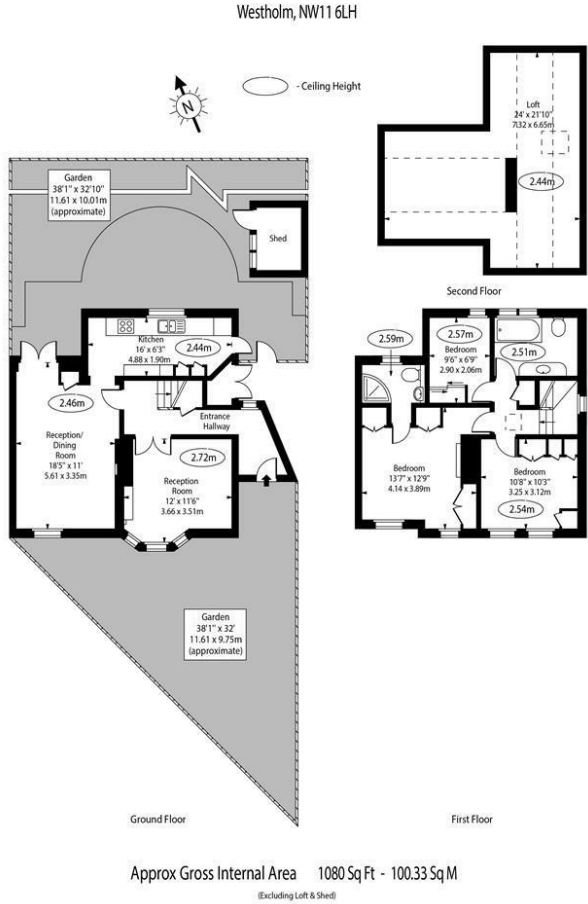 Westholm, NW11 6LH
N
- Ceiling Height
Loft
24' x 21'10"
7.32 x 6.65m
2.44m
Second Floor
Garden
38'1" x 32'10"
11.61 x 10.01m
(approximate)
Shed
Kitchen
16' x 6'3"
4.88 x 1.90m
2.44m
2.46m
Reception/
Dining
Room
18'5" x 11'
5.61 x 3.35m
Entrance
Hallway
2.72m
Reception
Room
12' x 11'6"
3.66 x 3.51m
Garden
38'1" x 32'
11.61 x 9.75m
(approximate)
Ground Floor
2.59m
2.57m
Bedroom
9'6" x 6'9"
2.90 x 2.06m
2.51m
Bedroom
13'7" x 12'9"
4.14 x 3.89m
Bedroom
10'8" x 10'3"
3.25 x 3.12m
2.54m
First Floor
Approx Gross Internal Area 1080 Sq Ft - 100.33 Sq M
(Excluding Loft & Shed)